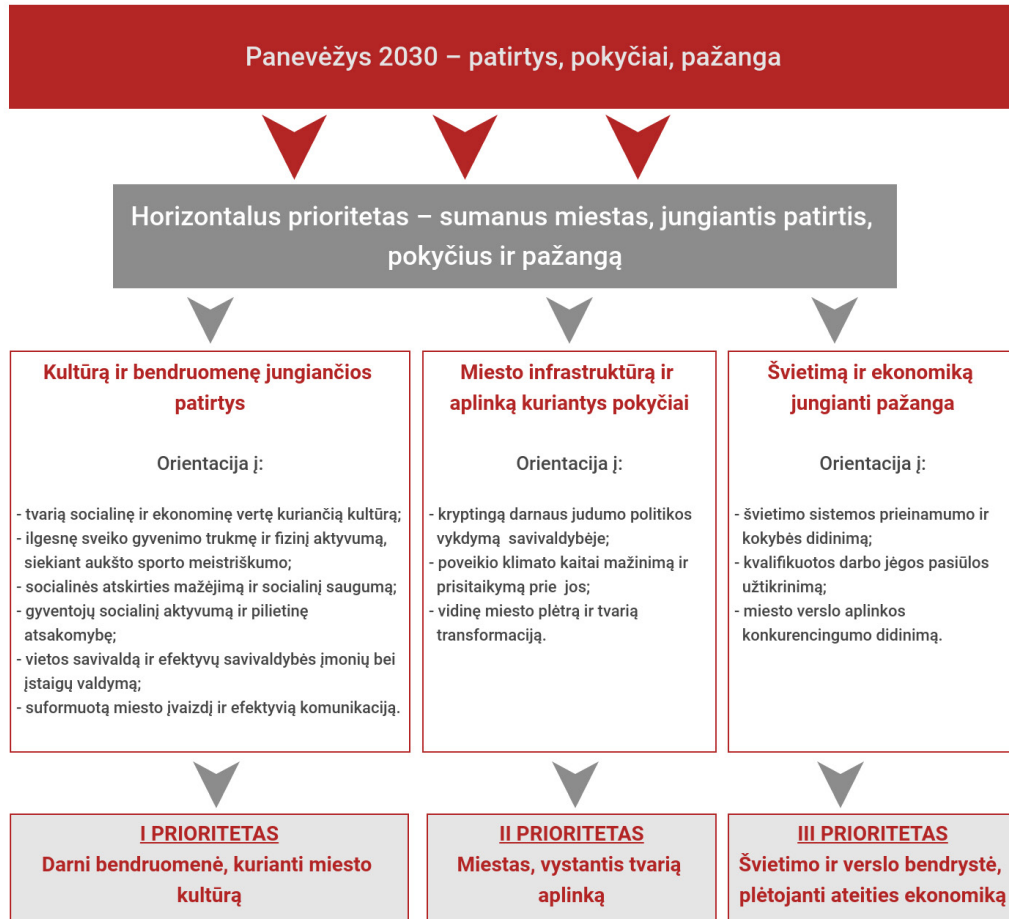 Panevėžys 2030 – patirtys, pokyčiai, pažanga
Horizontalus prioritetas – sumanus miestas, jungiantis patirtis,
pokyčius ir pažangą
Kultūrą ir bendruomenę jungiančios
patirtys
Orientacija į:
- tvarią socialinę ir ekonominę vertę kuriančią kultūrą;
- ilgesnę sveiko gyvenimo trukmę ir fizinį aktyvumą,
siekiant aukšto sporto meistriškumo;
- socialinės atskirties mažėjimą ir socialinį saugumą;
- gyventojų socialinį aktyvumą ir pilietinę
atsakomybę;
- vietos savivaldą ir efektyvų savivaldybės įmonių bei
įstaigų valdymą;
- suformuotą miesto įvaizdį ir efektyvią komunikaciją.
Miesto infrastruktūrą ir
aplinką kuriantys pokyčiai
Orientacija į:
- kryptingą darnaus judumo politikos
vykdymą savivaldybėje;
- poveikio klimato kaitai mažinimą ir
prisitaikymą prie jos;
- vidinę miesto plėtrą ir tvarią
transformaciją.
Švietimą ir ekonomiką
jungianti pažanga
Orientacija į:
- švietimo sistemos prieinamumo ir
kokybės didinimą;
- kvalifikuotos darbo jėgos pasiūlos
užtikrinimą;
- miesto verslo aplinkos
konkurencingumo didinimą.
I PRIORITETAS
Darni bendruomenė, kurianti miesto
kultūrą
II PRIORITETAS
Miestas, vystantis tvarią
aplinką
III PRIORITETAS
Švietimo ir verslo bendrystė,
plėtojanti ateities ekonomiką